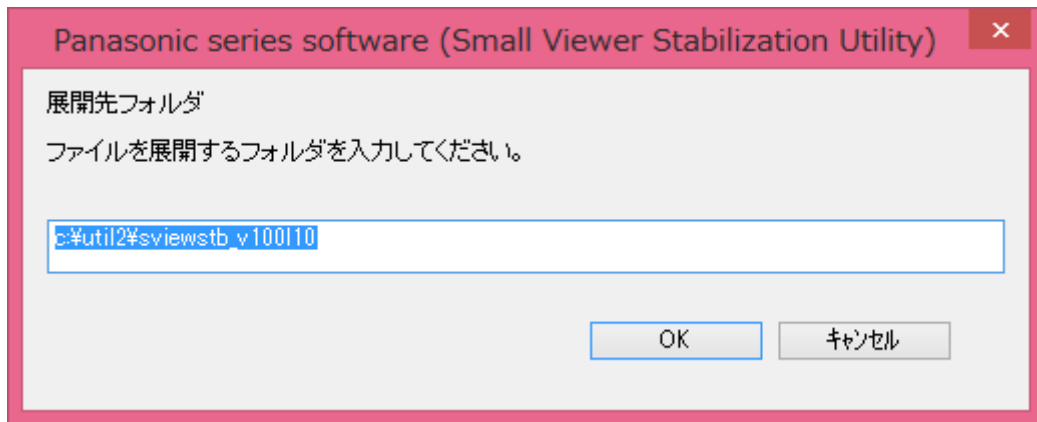 Panasonic series software (Small Viewer Stabilization Utility)
展開先フォルダ
ファイルを展開するフォルダを入力してください。
c:¥util2¥sviewstb_v100l10
OK
キャンセル